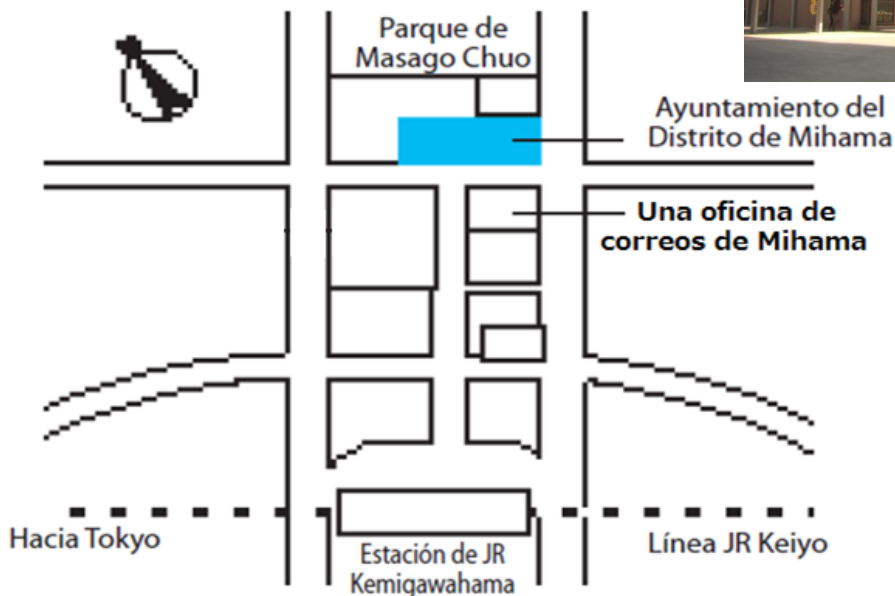 Parque de
Masago Chuo
Ayuntamiento del
Distrito de Mihama
Una oficina de
correos de Mihama
Hacia Tokyo
Estación de JR
Kemigawahama
Línea JR Keiyo